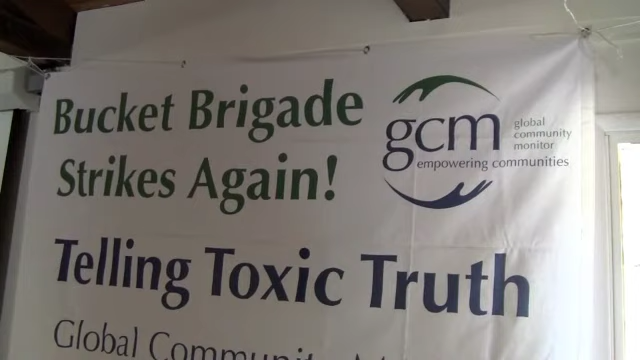 Bucket Brigade
Strikes Again!
gcm
global
community
monitor
empowering communities
Telling Toxic Truth
Global